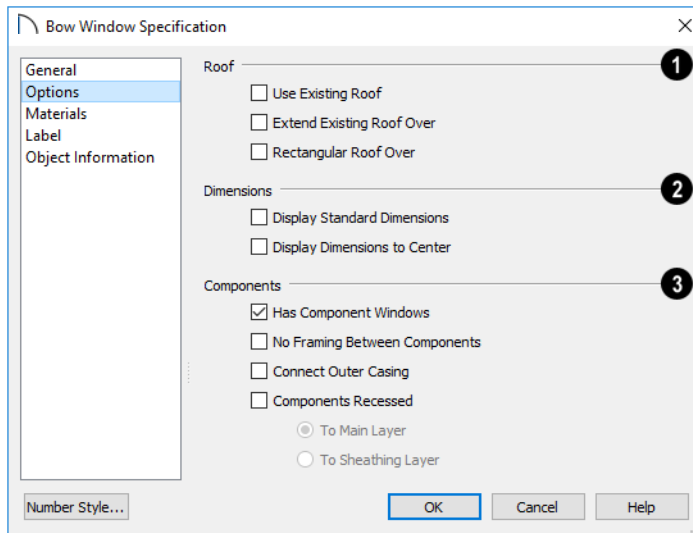 Bow Window Specification
General
Options
Materials
Label
Object Information
Roof 1
Use Existing Roof
Extend Existing Roof Over
Rectangular Roof Over
Dimensions 2
Display Standard Dimensions
Display Dimensions to Center
Components 3
Has Component Windows
No Framing Between Components
Connect Outer Casing
Components Recessed
To Main Layer
To Sheathing Layer
Number Style... OK Cancel Help